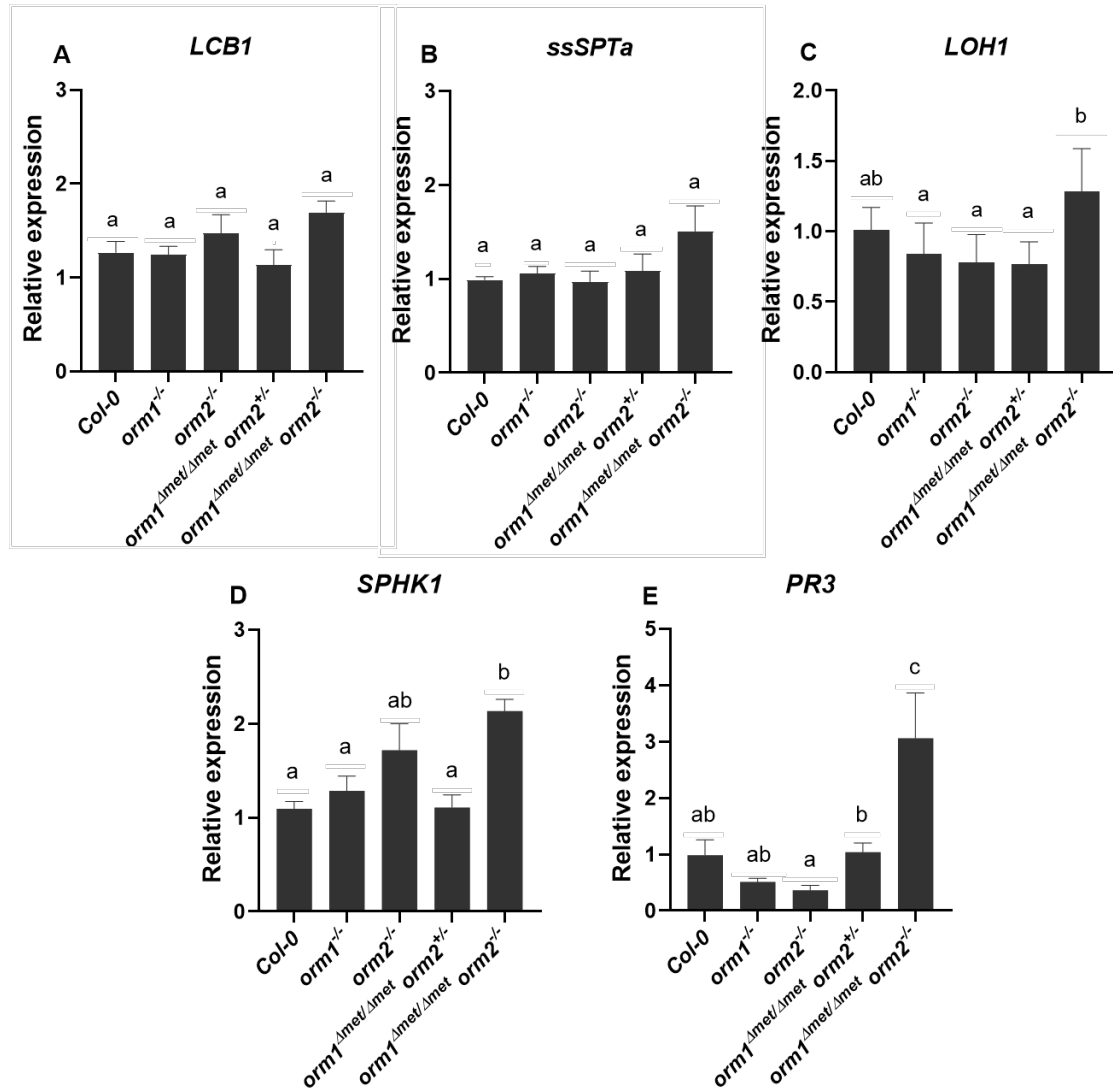 A
LCB1
Relative expression
3
2
1
0
a
a
a
a
a
Col-0
orm1-/-
orm2-/-
orm1Δmet/Δmet orm2+/-
orm1Δmet/Δmet orm2-/-
B
ssSPTa
Relative expression
3
2
1
0
a
a
a
a
a
Col-0
orm1-/-
orm2-/-
orm1Δmet/Δmet orm2+/-
orm1Δmet/Δmet orm2-/-
C
LOH1
Relative expression
2.0
1.5
1.0
0.5
0.0
ab
a
a
a
b
Col-0
orm1-/-
orm2-/-
orm1Δmet/Δmet orm2+/-
orm1Δmet/Δmet orm2-/-
D
SPHK1
Relative expression
3
2
1
0
a
a
ab
a
b
Col-0
orm1-/-
orm2-/-
orm1Δmet/Δmet orm2+/-
orm1Δmet/Δmet orm2-/-
E
PR3
Relative expression
5
4
3
2
1
0
ab
ab
a
b
c
Col-0
orm1-/-
orm2-/-
orm1Δmet/Δmet orm2+/-
orm1Δmet/Δmet orm2-/-